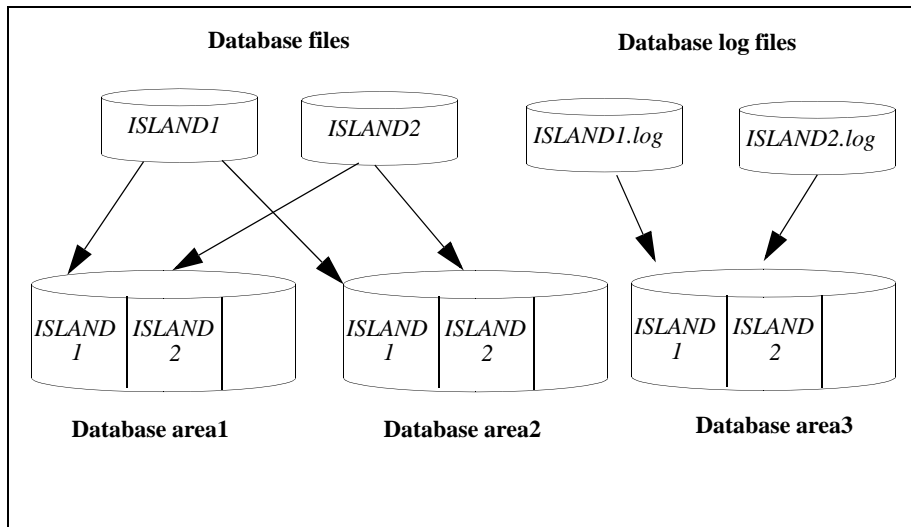 Database files
Database log files
ISLAND1
ISLAND2
ISLAND1.log
ISLAND2.log
ISLAND
1
ISLAND
2
ISLAND
1
ISLAND
2
ISLAND
1
ISLAND
2
Database area1
Database area2
Database area3